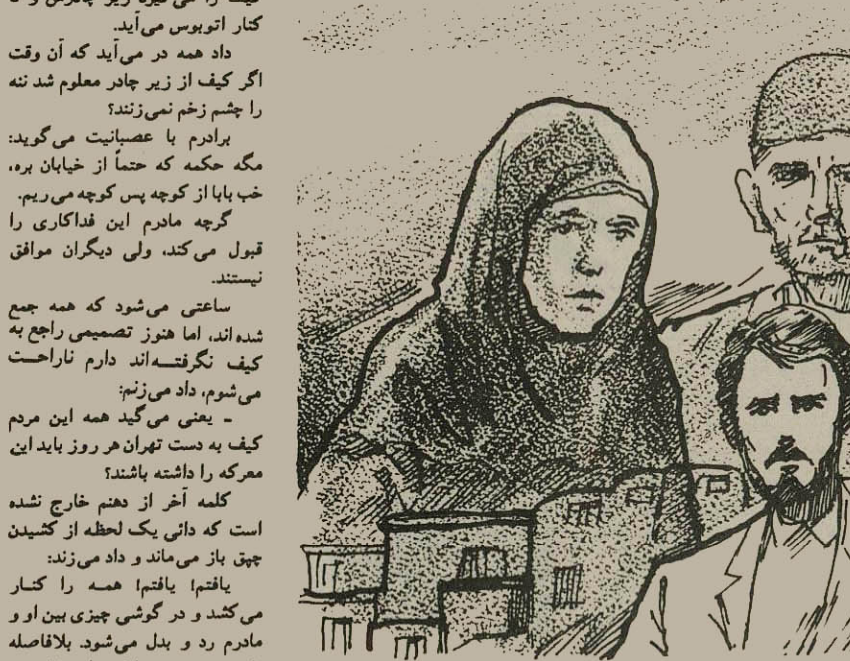 کنار اتوبوس می‌آید.
داد همه در می‌آید که آن وقت
اگر کیف از زیر چادر معلوم شد ننه
را چشم زخم نمی‌زنند؟
برادرم با عصبانیت می‌گوید:
مگه حکمه که حتماً از خیابان بره،
خب بابا از کوچه پس کوچه می‌ریم.
گرچه مادرم این فداکاری را
قبول می‌کند، ولی دیگران موافق
نیستند.
ساعتی می‌شود که همه جمع
شده‌اند، اما هنوز تصمیمی راجع به
کیف نگرفته‌اند دارم ناراحت
می‌شوم، داد می‌زنم:
ـ یعنی می‌گید همه این مردم
کیف به دست تهران هر روز باید این
معرکه را داشته باشند؟
کلمه آخر از دهنم خارج نشده
است که دائی یک لحظه از کشیدن
چپق باز می‌ماند و داد می‌زند:
یافتم! یافتم! همه را کنار
می‌کشد و در گوشی چیزی بین او و
مادرم رد و بدل می‌شود. بلافاصله